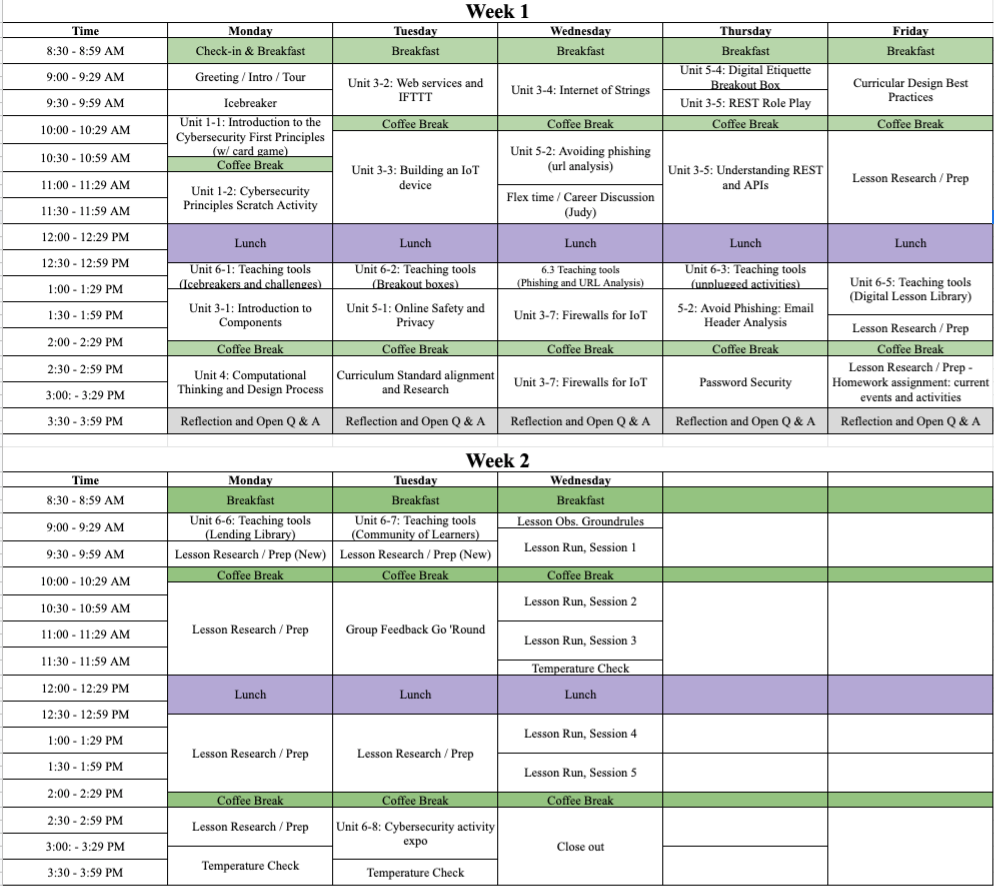 Week 1
Time Monday Tuesday Wednesday Thursday Friday
8:30 - 8:59 AM Check-in & Breakfast Breakfast Breakfast Breakfast Breakfast
9:00 - 9:29 AM Greeting / Intro / Tour Unit 3-2: Web services and IFTTT Unit 3-4: Internet of Strings Unit 5-4: Digital Etiquette Breakout Box Curricular Design Best Practices
9:30 - 9:59 AM Icebreaker Unit 3-5: REST Role Play
10:00 - 10:29 AM Unit 1-1: Introduction to the Cybersecurity First Principles (w/ card game) Coffee Break Coffee Break Coffee Break Coffee Break
10:30 - 10:59 AM Coffee Break Unit 3-3: Building an IoT device Unit 5-2: Avoiding phishing (url analysis) Unit 3-5: Understanding REST and APIs Lesson Research / Prep
11:00 - 11:29 AM Unit 1-2: Cybersecurity Principles Scratch Activity Flex time / Career Discussion (Judy)
11:30 - 11:59 AM
12:00 - 12:29 PM Lunch Lunch Lunch Lunch Lunch
12:30 - 12:59 PM Unit 6-1: Teaching tools (Icebreakers and challenges) Unit 6-2: Teaching tools (Breakout boxes) 6.3 Teaching tools (Phishing and URL Analysis) Unit 6-3: Teaching tools (unplugged activities) Unit 6-5: Teaching tools (Digital Lesson Library)
1:00 - 1:29 PM Unit 3-1: Introduction to Components Unit 5-1: Online Safety and Privacy Unit 3-7: Firewalls for IoT 5-2: Avoid Phishing: Email Header Analysis
1:30 - 1:59 PM Lesson Research / Prep
2:00 - 2:29 PM Coffee Break Coffee Break Coffee Break Coffee Break Coffee Break
2:30 - 2:59 PM Unit 4: Computational Thinking and Design Process Curriculum Standard alignment and Research Unit 3-7: Firewalls for IoT Password Security Lesson Research / Prep - Homework assignment: current events and activities
3:00: - 3:29 PM
3:30 - 3:59 PM Reflection and Open Q & A Reflection and Open Q & A Reflection and Open Q & A Reflection and Open Q & A Reflection and Open Q & A
Week 2
Time Monday Tuesday Wednesday
8:30 - 8:59 AM Breakfast Breakfast Breakfast
9:00 - 9:29 AM Unit 6-6: Teaching tools (Lending Library) Unit 6-7: Teaching tools (Community of Learners) Lesson Obs. Groundrules
9:30 - 9:59 AM Lesson Research / Prep (New) Lesson Research / Prep (New) Lesson Run, Session 1
10:00 - 10:29 AM Coffee Break Coffee Break Coffee Break
10:30 - 10:59 AM Lesson Run, Session 2
11:00 - 11:29 AM Lesson Research / Prep Group Feedback Go 'Round Lesson Run, Session 3
11:30 - 11:59 AM Temperature Check
12:00 - 12:29 PM Lunch Lunch Lunch
12:30 - 12:59 PM
1:00 - 1:29 PM Lesson Research / Prep Lesson Research / Prep Lesson Run, Session 4
1:30 - 1:59 PM Lesson Run, Session 5
2:00 - 2:29 PM Coffee Break Coffee Break Coffee Break
2:30 - 2:59 PM Lesson Research / Prep Unit 6-8: Cybersecurity activity expo Close out
3:00: - 3:29 PM
3:30 - 3:59 PM Temperature Check Temperature Check